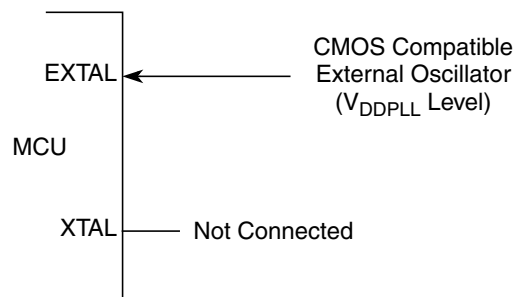 CMOS Compatible
External Oscillator
(VDDPLL Level)
EXTAL
MCU
XTAL
Not Connected